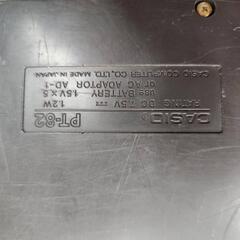 CASIO PT-82
RATING DC 7.5V ⎓ 1.2W
USE BATTERY 1.5V x 5
or AC ADAPTOR AD-1
CASIO COMPUTER CO.,LTD. MADE IN JAPAN